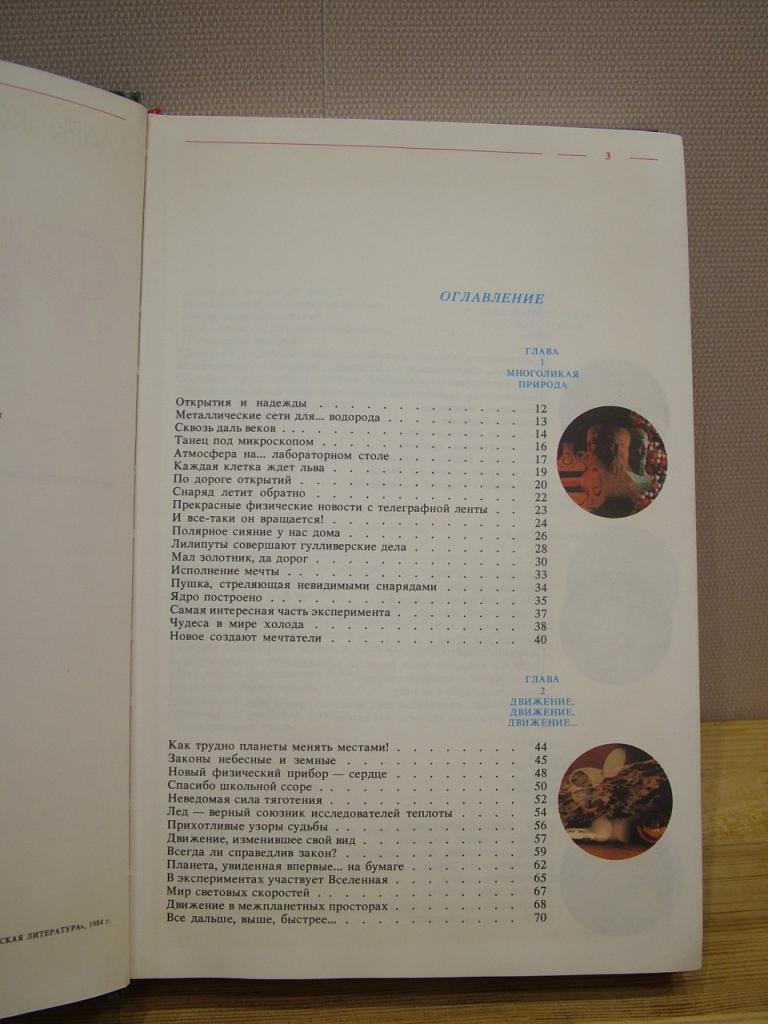 СКАЯ ЛИТЕРАТУРА», 1984 г.
3
ОГЛАВЛЕНИЕ
ГЛАВА
1
МНОГОЛИКАЯ
ПРИРОДА
Открытия и надежды . . . . . . . . . . . . . 12
Металлические сети для... водорода . . . . . . . . . 13
Сквозь даль веков . . . . . . . . . . . . . . . 14
Танец под микроскопом . . . . . . . . . . . . . 16
Атмосфера на... лабораторном столе . . . . . . . . 17
Каждая клетка ждет льва . . . . . . . . . . . . 19
По дороге открытий . . . . . . . . . . . . . . 20
Снаряд летит обратно . . . . . . . . . . . . . 22
Прекрасные физические новости с телеграфной ленты . . 23
И все-таки он вращается! . . . . . . . . . . . . 24
Полярное сияние у нас дома . . . . . . . . . . . 26
Лилипуты совершают гулливерские дела . . . . . . . 28
Мал золотник, да дорог . . . . . . . . . . . . . 30
Исполнение мечты . . . . . . . . . . . . . . . 33
Пушка, стреляющая невидимыми снарядами . . . . . . 34
Ядро построено . . . . . . . . . . . . . . . . 35
Самая интересная часть эксперимента . . . . . . . . 37
Чудеса в мире холода . . . . . . . . . . . . . 38
Новое создают мечтатели . . . . . . . . . . . . 40
ГЛАВА
2
ДВИЖЕНИЕ,
ДВИЖЕНИЕ,
ДВИЖЕНИЕ...
Как трудно планеты менять местами! . . . . . . . . 44
Законы небесные и земные . . . . . . . . . . . . 45
Новый физический прибор — сердце . . . . . . . . 48
Спасибо школьной ссоре . . . . . . . . . . . . . 50
Неведомая сила тяготения . . . . . . . . . . . . 52
Лед — верный союзник исследователей теплоты . . . . 54
Прихотливые узоры судьбы . . . . . . . . . . . . 56
Движение, изменившее свой вид . . . . . . . . . . 57
Всегда ли справедлив закон? . . . . . . . . . . . 59
Планета, увиденная впервые... на бумаге . . . . . . . 62
В экспериментах участвует Вселенная . . . . . . . . 65
Мир световых скоростей . . . . . . . . . . . . . 67
Движение в межпланетных просторах . . . . . . . . 68
Все дальше, выше, быстрее... . . . . . . . . . . . 70